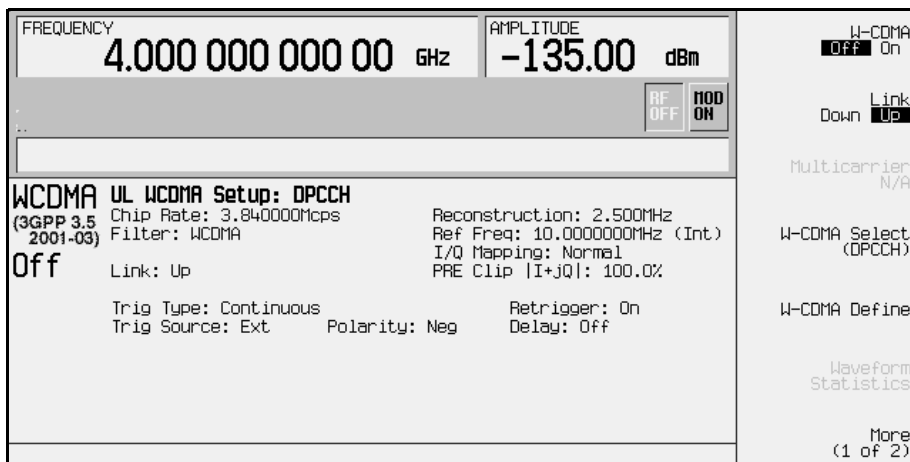 FREQUENCY
4.000 000 000 00 GHz
AMPLITUDE
-135.00 dBm
RF OFF
MOD ON
WCDMA
(3GPP 3.5 2001-03)
Off
UL WCDMA Setup: DPCCH
Chip Rate: 3.840000Mcps
Reconstruction: 2.500MHz
Filter: WCDMA
Ref Freq: 10.0000000MHz (Int)
I/Q Mapping: Normal
Link: Up
PRE Clip |I+jQ|: 100.0%
Trig Type: Continuous
Retrigger: On
Trig Source: Ext
Polarity: Neg
Delay: Off
W-CDMA
Off On
Link
Down Up
Multicarrier
N/A
W-CDMA Select
(DPCCH)
W-CDMA Define
Waveform
Statistics
More
(1 of 2)